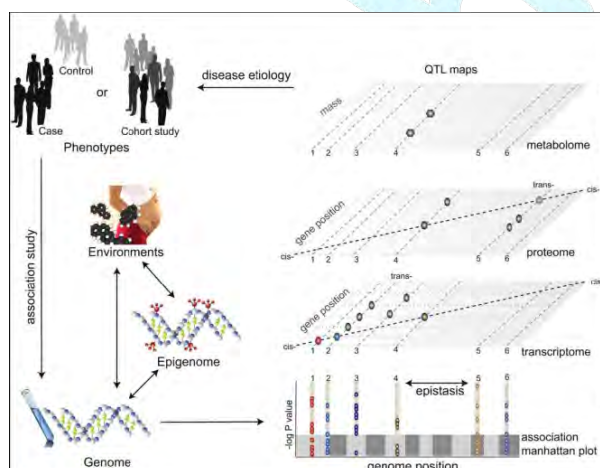 Control
or
Case
Cohort study
Phenotypes
disease etiology
QTL maps
mass
1 2 3 4 5 6
metabolome
association study
Environments
gene position
trans-
cis-
cis-
1 2 3 4 5 6
proteome
Epigenome
gene position
trans-
cis-
cis-
1 2 3 4 5 6
transcriptome
Genome
-log P value
1 2 3 4 5 6
epistasis
association
manhattan plot
genome position